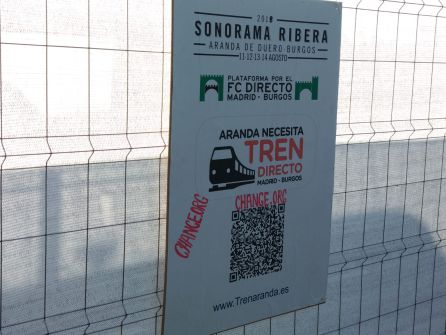 2016
SONORAMA RIBERA
ARANDA DE DUERO-BURGOS
11-12-13-14 AGOSTO
PLATAFORMA POR EL
FC DIRECTO
MADRID - BURGOS
ARANDA NECESITA
TREN
DIRECTO
MADRID - BURGOS
CHANGE.ORG
CHANGE.ORG
www.Trenaranda.es